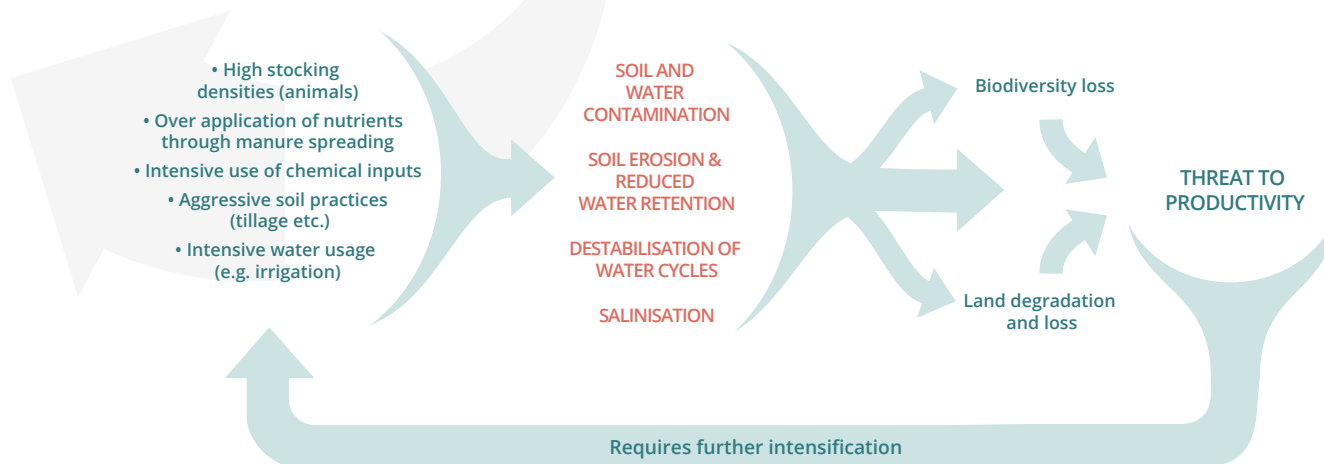 • High stocking
densities (animals)
• Over application of nutrients
through manure spreading
• Intensive use of chemical inputs
• Aggressive soil practices
(tillage etc.)
• Intensive water usage
(e.g. irrigation)
SOIL AND
WATER
CONTAMINATION
SOIL EROSION &
REDUCED
WATER RETENTION
DESTABILISATION OF
WATER CYCLES
SALINISATION
Biodiversity loss
Land degradation
and loss
THREAT TO
PRODUCTIVITY
Requires further intensification